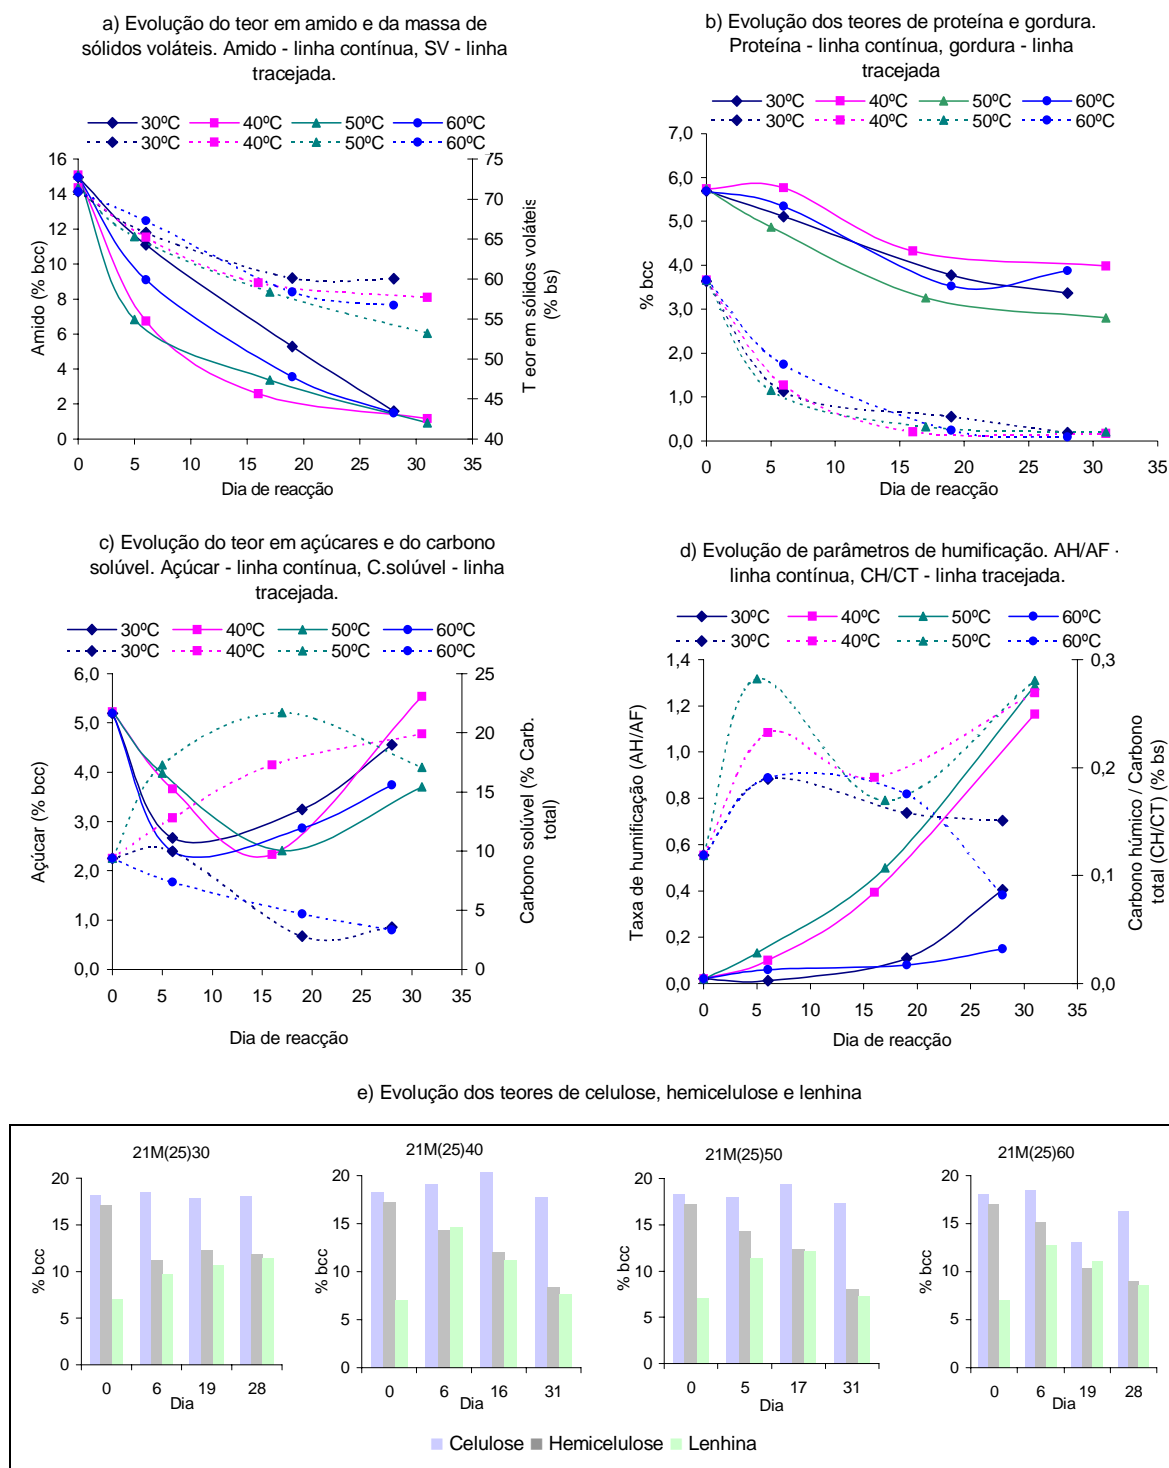 a) Evolução do teor em amido e da massa de
sólidos voláteis. Amido - linha contínua, SV - linha
tracejada.
30ºC 40ºC 50ºC 60ºC
30ºC 40ºC 50ºC 60ºC
16
14
12
10
8
6
4
2
0
75
70
65
60
55
50
45
40
0 5 10 15 20 25 30 35
Amido (% bcc)
T eor em sólidos voláteis
(% bs)
Dia de reacção
b) Evolução dos teores de proteína e gordura.
Proteína - linha contínua, gordura - linha
tracejada
30ºC 40ºC 50ºC 60ºC
30ºC 40ºC 50ºC 60ºC
7,0
6,0
5,0
4,0
3,0
2,0
1,0
0,0
0 5 10 15 20 25 30 35
% bcc
Dia de reacção
c) Evolução do teor em açúcares e do carbono
solúvel. Açúcar - linha contínua, C.solúvel - linha
tracejada.
30ºC 40ºC 50ºC 60ºC
30ºC 40ºC 50ºC 60ºC
6,0
5,0
4,0
3,0
2,0
1,0
0,0
25
20
15
10
5
0
0 5 10 15 20 25 30 35
Açúcar (% bcc)
Carbono solúvel (% Carb.
total)
Dia de reacção
d) Evolução de parâmetros de humificação. AH/AF -
linha contínua, CH/CT - linha tracejada.
30ºC 40ºC 50ºC 60ºC
30ºC 40ºC 50ºC 60ºC
1,4
1,2
1,0
0,8
0,6
0,4
0,2
0,0
0,3
0,2
0,1
0,0
0 5 10 15 20 25 30 35
Taxa de humificação (AH/AF)
Carbono húmico / Carbono
total (CH/CT) (% bs)
Dia de reacção
e) Evolução dos teores de celulose, hemicelulose e lenhina
21M(25)30
20
15
10
5
0
% bcc
0 6 19 28
Dia
21M(25)40
20
15
10
5
0
% bcc
0 6 16 31
Dia
21M(25)50
20
15
10
5
0
% bcc
0 5 17 31
Dia
21M(25)60
20
15
10
5
0
% bcc
0 6 19 28
Dia
Celulose Hemicelulose Lenhina